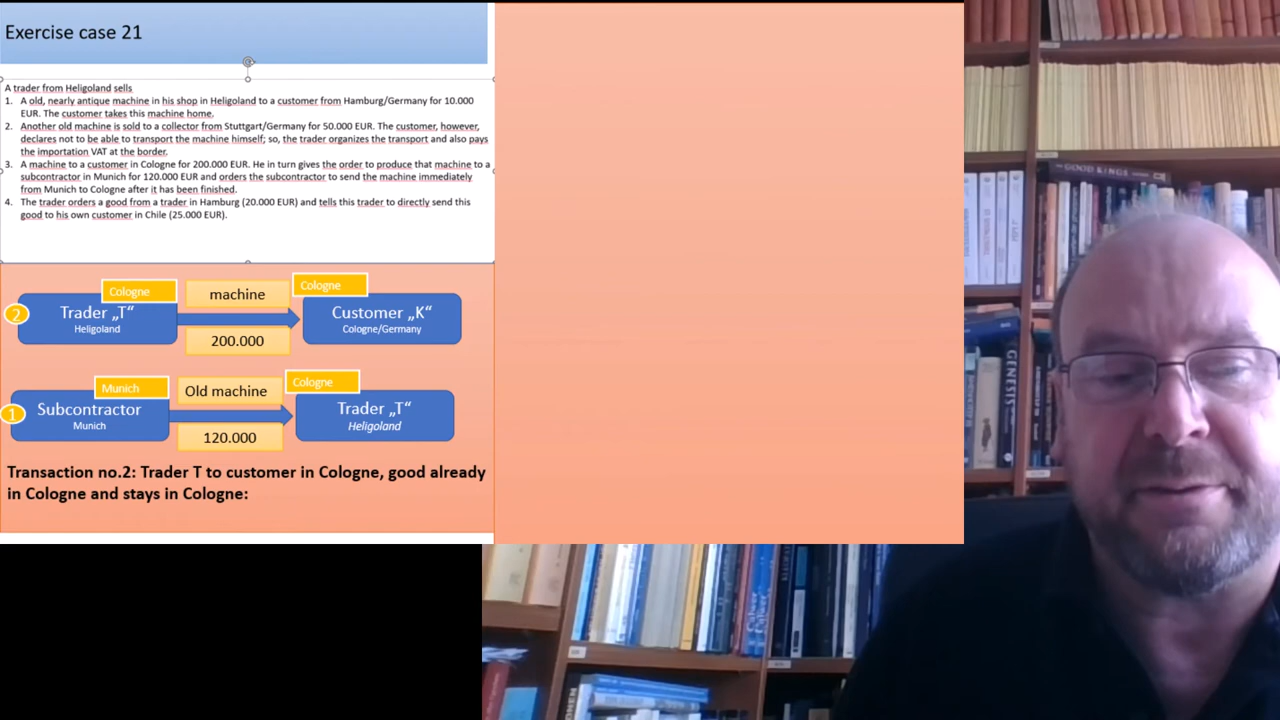 Exercise case 21
A trader from Heligoland sells
1. A old, nearly antique machine in his shop in Heligoland to a customer from Hamburg/Germany for 10.000
EUR. The customer takes this machine home.
2. Another old machine is sold to a collector from Stuttgart/Germany for 50.000 EUR. The customer, however,
declares not to be able to transport the machine himself; so, the trader organizes the transport and also pays
the importation VAT at the border.
3. A machine to a customer in Cologne for 200.000 EUR. He in turn gives the order to produce that machine to a
subcontractor in Munich for 120.000 EUR and orders the subcontractor to send the machine immediately
from Munich to Cologne after it has been finished.
4. The trader orders a good from a trader in Hamburg (20.000 EUR) and tells this trader to directly send this
good to his own customer in Chile (25.000 EUR).
Cologne
machine
Cologne
2
Trader „T“
Heligoland
Customer „K“
Cologne/Germany
200.000
Munich
Old machine
Cologne
1
Subcontractor
Munich
Trader „T“
Heligoland
120.000
Transaction no.2: Trader T to customer in Cologne, good already
in Cologne and stays in Cologne:
GOOD KINGS
GENESIS